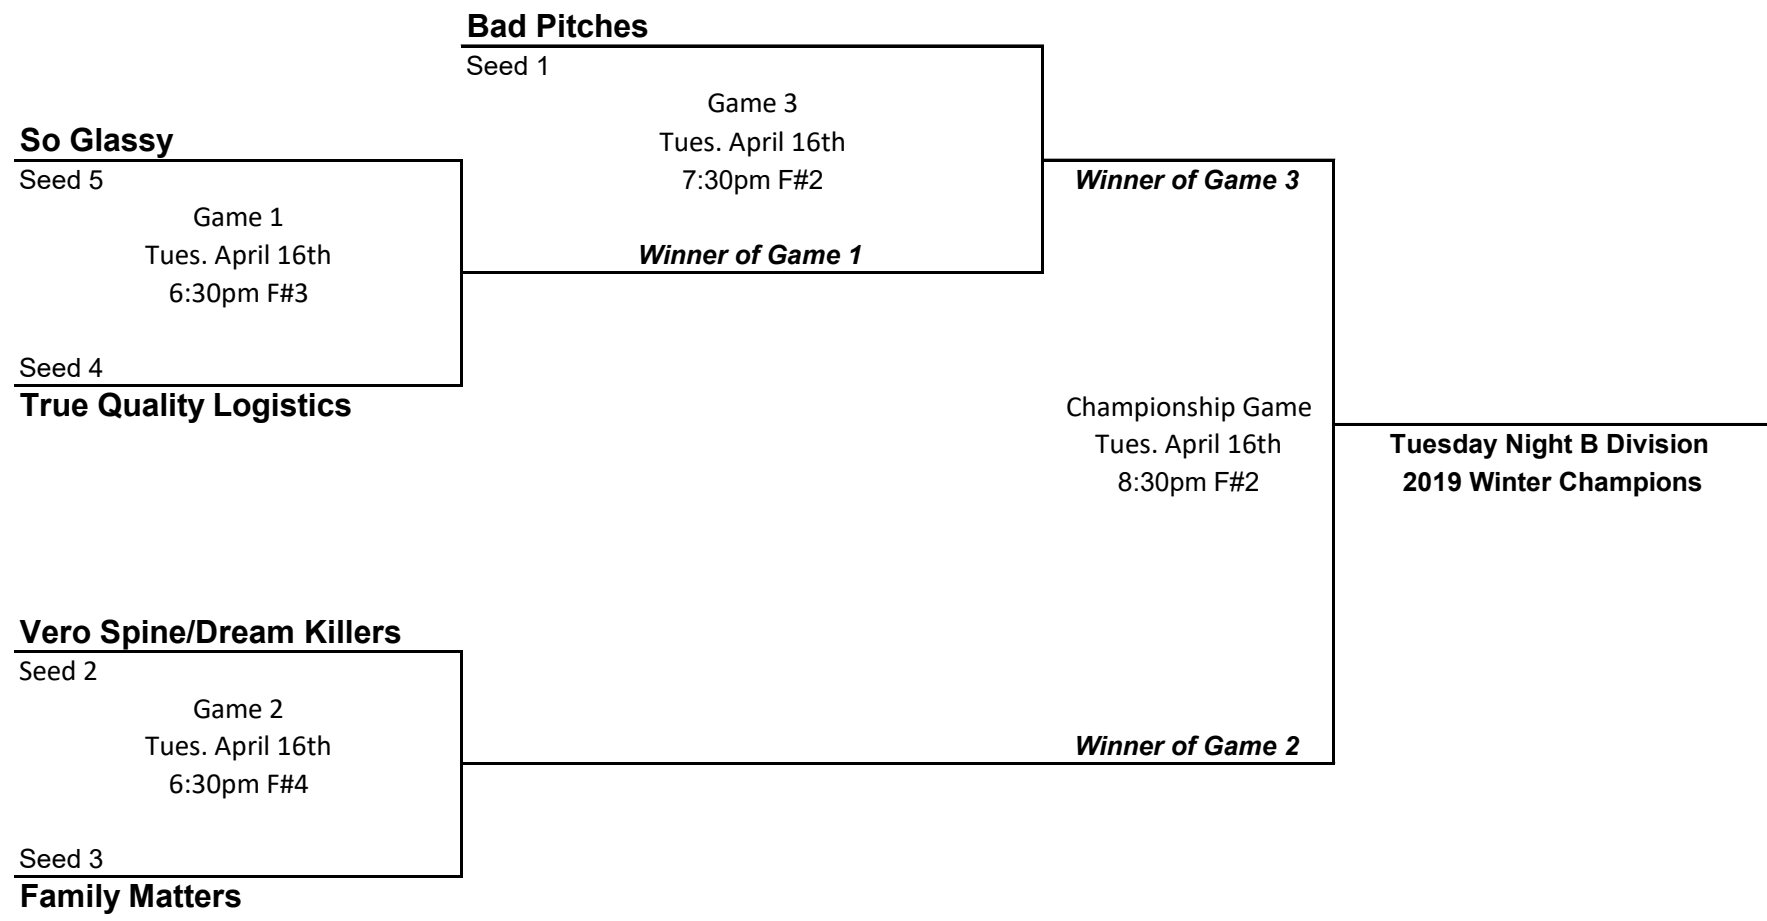 Bad Pitches
Seed 1
Game 3
Tues. April 16th
7:30pm F#2
So Glassy
Seed 5
Game 1
Tues. April 16th
6:30pm F#3
Seed 4
True Quality Logistics
Winner of Game 1
Winner of Game 3
Championship Game
Tues. April 16th
8:30pm F#2
Tuesday Night B Division
2019 Winter Champions
Vero Spine/Dream Killers
Seed 2
Game 2
Tues. April 16th
6:30pm F#4
Seed 3
Family Matters
Winner of Game 2